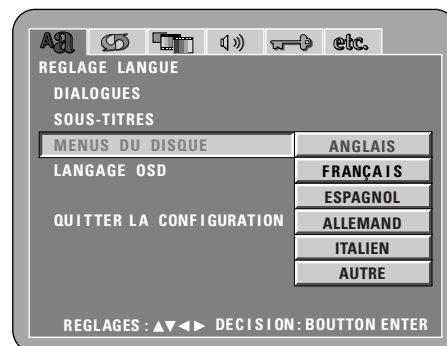 Aa etc.
REGLAGE LANGUE
DIALOGUES
SOUS-TITRES
MENUS DU DISQUE ANGLAIS
LANGAGE OSD FRANÇAIS
ESPAGNOL
QUITTER LA CONFIGURATION ALLEMAND
ITALIEN
AUTRE
REGLAGES : ▲▼◄► DECISION: BOUTTON ENTER